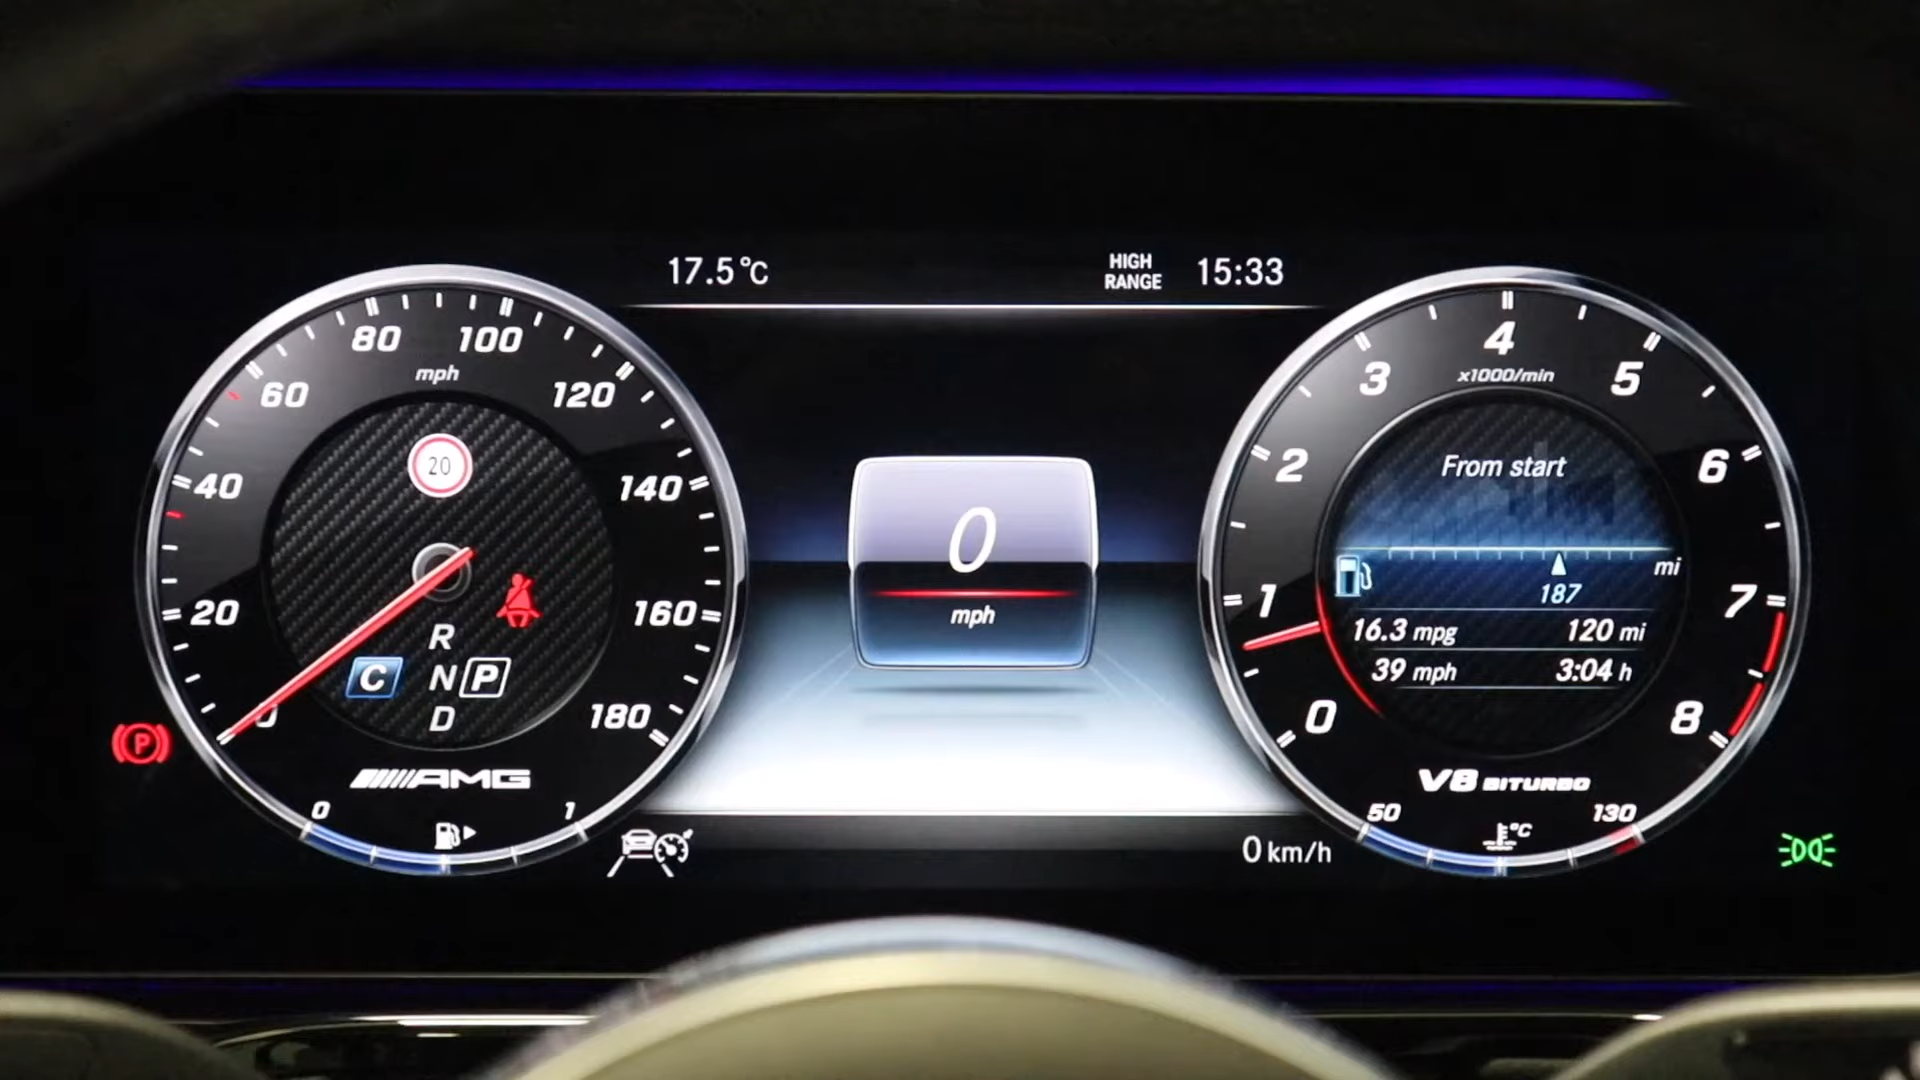 17.5°C
HIGH
RANGE
15:33
80 100
mph
60 120
20
40 140
20 160
0 180
R
C N P
D
AMG
0 1
P
0
mph
0 km/h
4
x1000/min
3 5
2 6
1 7
0 8
From start
mi
187
16.3 mpg 120 mi
39 mph 3:04 h
V8 BITURBO
50 130
°C